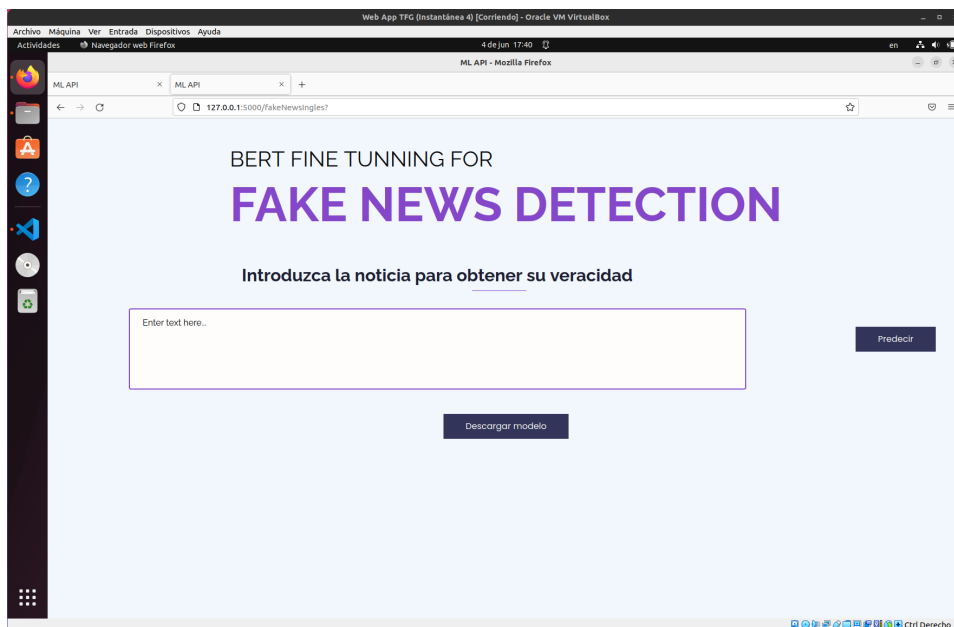 Web App TFG (Instantánea 4) [Corriendo] - Oracle VM VirtualBox
Archivo Máquina Ver Entrada Dispositivos Ayuda
Actividades Navegador web Firefox 4 de jun 17:40 en
ML API - Mozilla Firefox
ML API × ML API × +
127.0.0.1:5000/fakeNewsIngles?
BERT FINE TUNNING FOR
FAKE NEWS DETECTION
Introduzca la noticia para obtener su veracidad
Enter text here...
Predecir
Descargar modelo
Ctrl Derecho